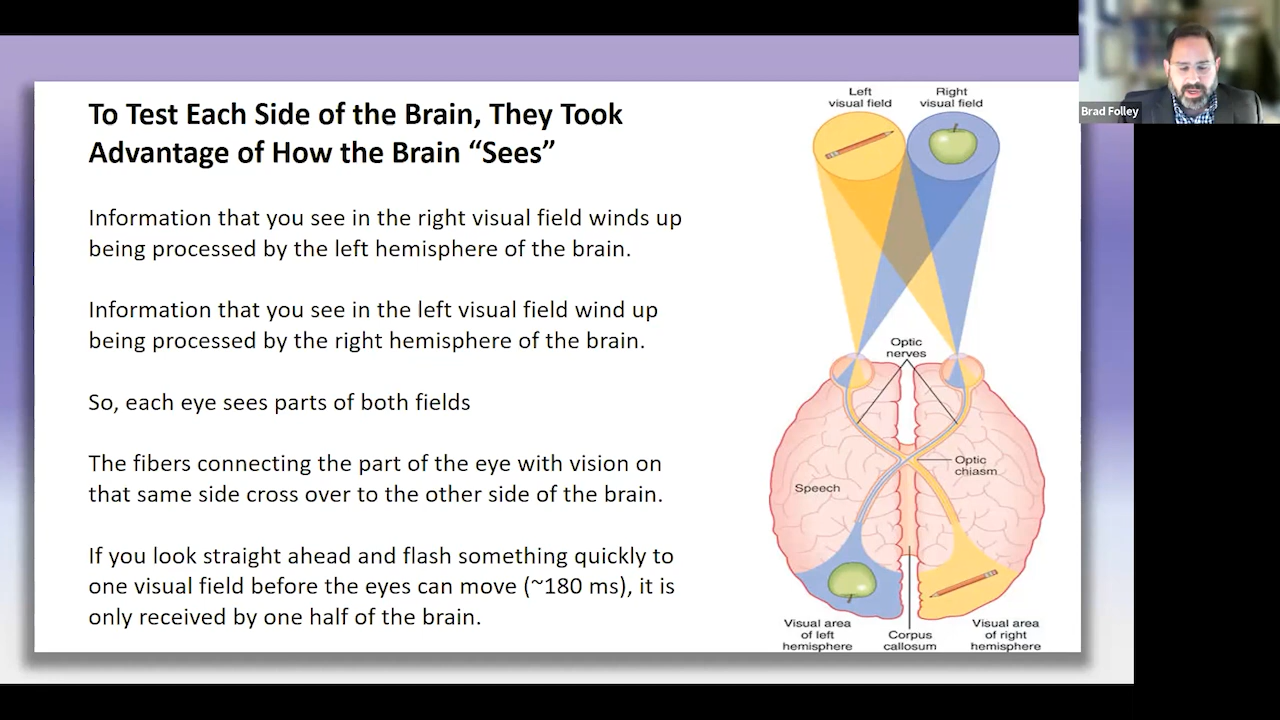 To Test Each Side of the Brain, They Took
Advantage of How the Brain “Sees”
Information that you see in the right visual field winds up
being processed by the left hemisphere of the brain.
Information that you see in the left visual field wind up
being processed by the right hemisphere of the brain.
So, each eye sees parts of both fields
The fibers connecting the part of the eye with vision on
that same side cross over to the other side of the brain.
If you look straight ahead and flash something quickly to
one visual field before the eyes can move (~180 ms), it is
only received by one half of the brain.
Left
visual field
Right
visual field
Optic
nerves
Optic
chiasm
Speech
Visual area
of left
hemisphere
Corpus
callosum
Visual area
of right
hemisphere
Brad Folley